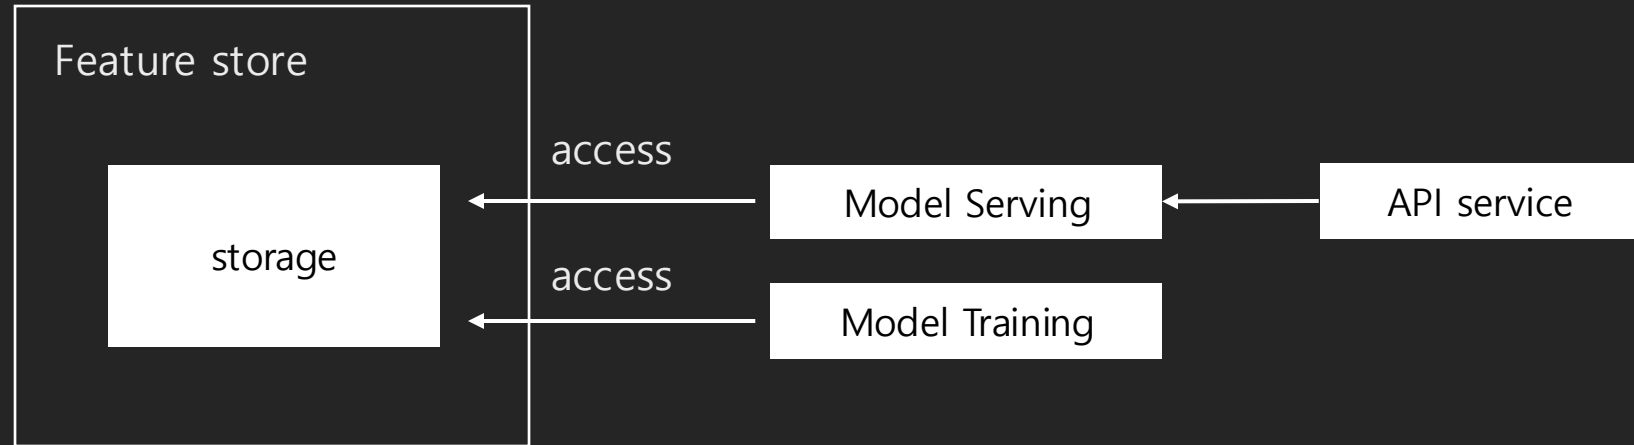 Feature store
access
Model Serving
API service
storage
access
Model Training